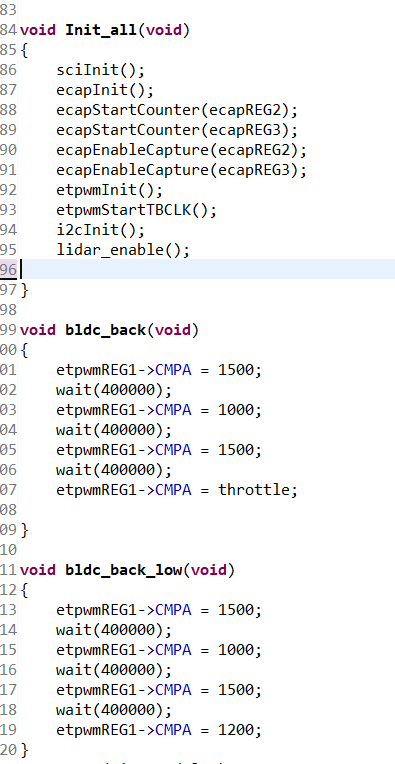 83
84 void Init_all(void)
85 {
86     sciInit();
87     ecapInit();
88     ecapStartCounter(ecapREG2);
89     ecapStartCounter(ecapREG3);
90     ecapEnableCapture(ecapREG2);
91     ecapEnableCapture(ecapREG3);
92     etpwmInit();
93     etpwmStartTBCLK();
94     i2cInit();
95     lidar_enable();
96
97 }
98
99 void bldc_back(void)
00 {
01     etpwmREG1->CMPA = 1500;
02     wait(400000);
03     etpwmREG1->CMPA = 1000;
04     wait(400000);
05     etpwmREG1->CMPA = 1500;
06     wait(400000);
07     etpwmREG1->CMPA = throttle;
08
09 }
10
11 void bldc_back_low(void)
12 {
13     etpwmREG1->CMPA = 1500;
14     wait(400000);
15     etpwmREG1->CMPA = 1000;
16     wait(400000);
17     etpwmREG1->CMPA = 1500;
18     wait(400000);
19     etpwmREG1->CMPA = 1200;
20 }